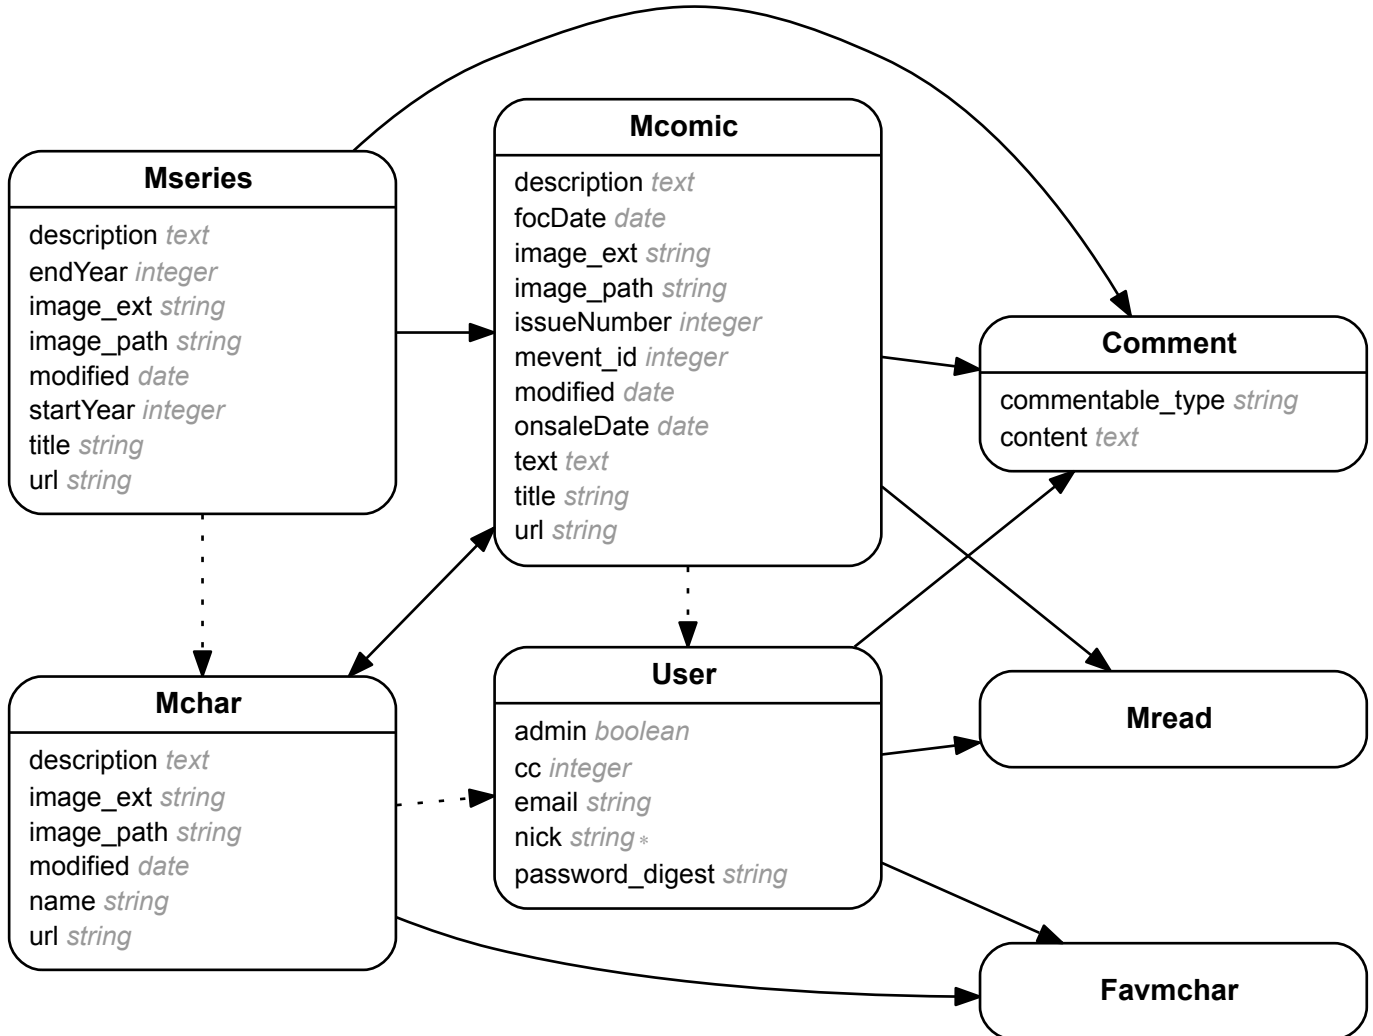 Mseries
description text
endYear integer
image_ext string
image_path string
modified date
startYear integer
title string
url string
Mcomic
description text
focDate date
image_ext string
image_path string
issueNumber integer
mevent_id integer
modified date
onsaleDate date
text text
title string
url string
Comment
commentable_type string
content text
Mchar
description text
image_ext string
image_path string
modified date
name string
url string
User
admin boolean
cc integer
email string
nick string *
password_digest string
Mread
Favmchar